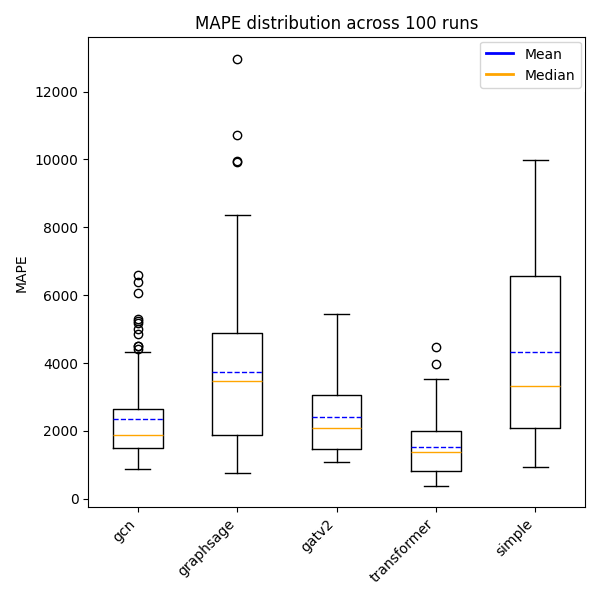 MAPE distribution across 100 runs
Mean
Median
MAPE
12000
10000
8000
6000
4000
2000
0
gcn
graphsage
gatv2
transformer
simple